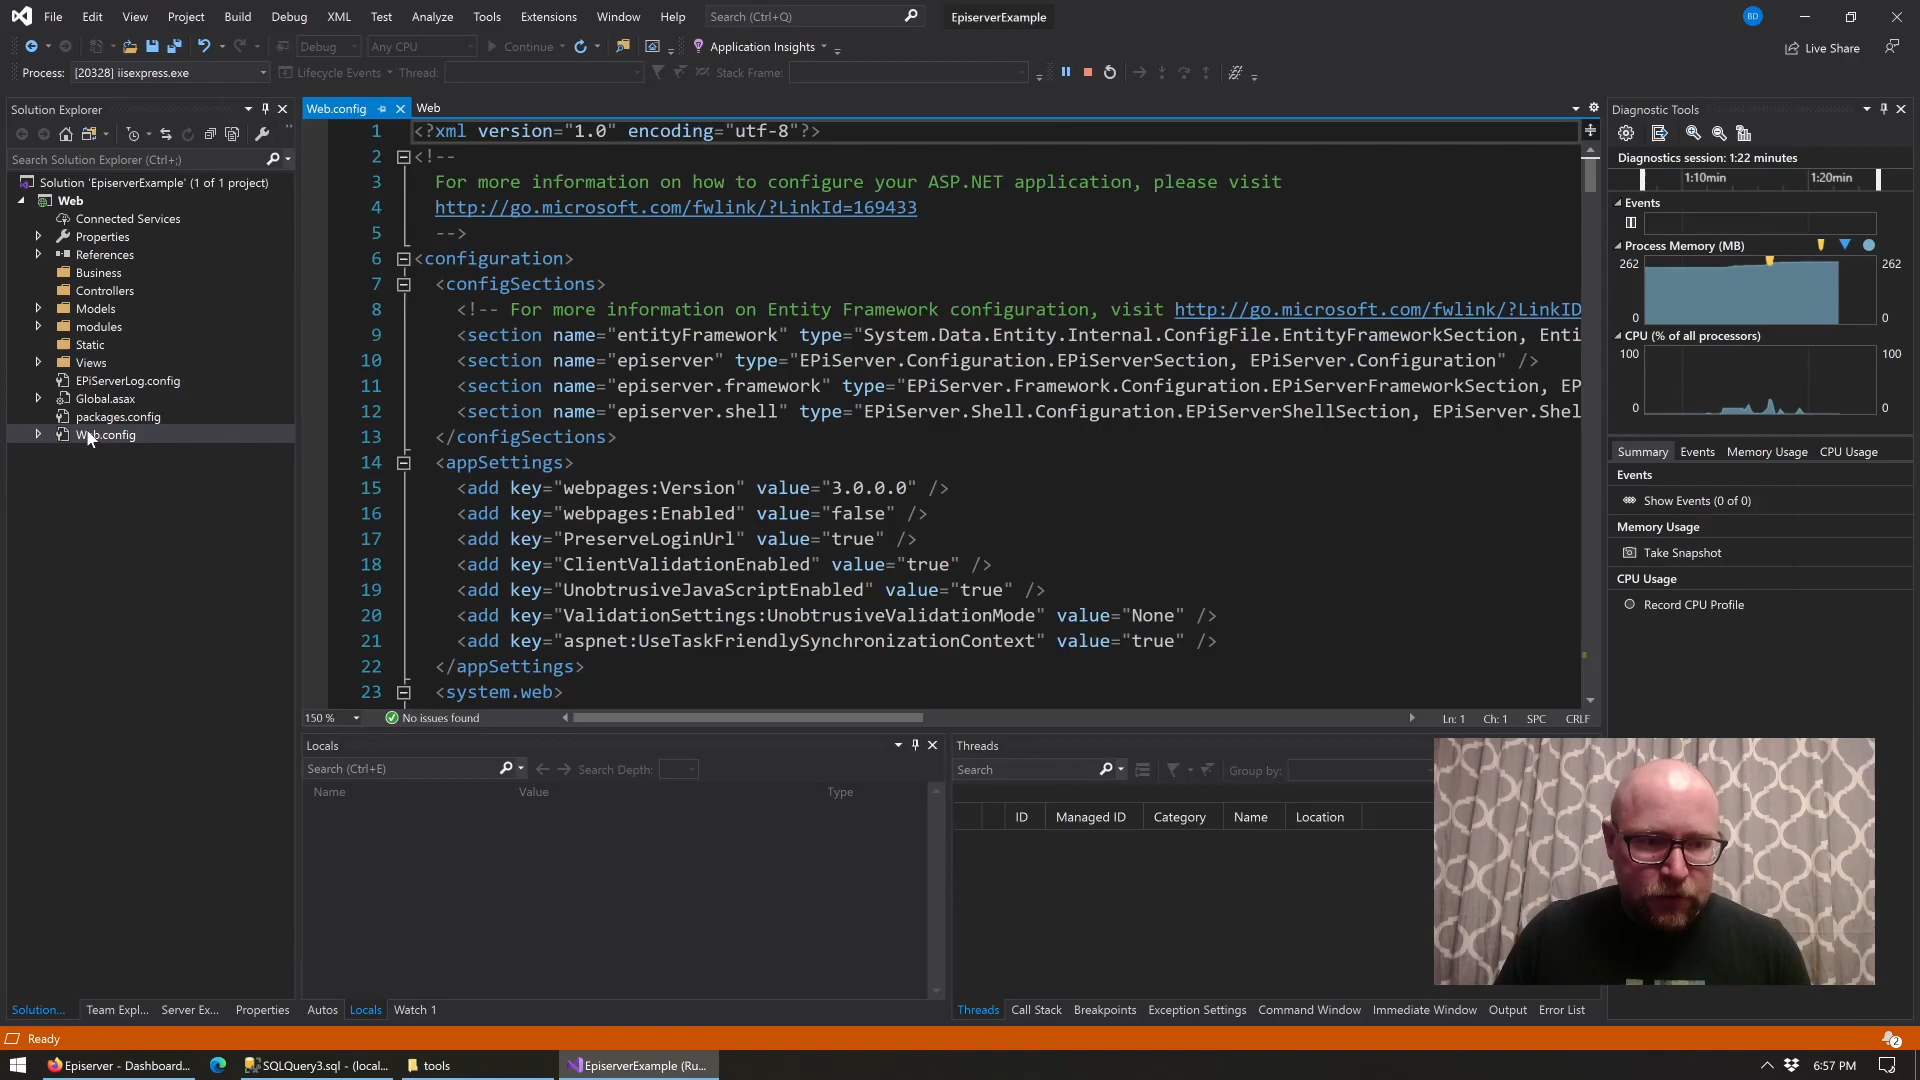 File Edit View Project Build Debug XML Test Analyze Tools Extensions Window Help Search (Ctrl+Q) EpiserverExample BD
Debug Any CPU Continue Application Insights Live Share
Process: [20328] iisexpress.exe Lifecycle Events Thread: Stack Frame:
Solution Explorer
Search Solution Explorer (Ctrl+;)
Solution 'EpiserverExample' (1 of 1 project)
Web
Connected Services
Properties
References
Business
Controllers
Models
modules
Static
Views
EPiServerLog.config
Global.asax
packages.config
Web.config
Web.config Web
1 <?xml version="1.0" encoding="utf-8"?>
2 <!--
3 For more information on how to configure your ASP.NET application, please visit
4 http://go.microsoft.com/fwlink/?LinkId=169433
5 -->
6 <configuration>
7 <configSections>
8 <!-- For more information on Entity Framework configuration, visit http://go.microsoft.com/fwlink/?LinkID
9 <section name="entityFramework" type="System.Data.Entity.Internal.ConfigFile.EntityFrameworkSection, Enti
10 <section name="episerver" type="EPiServer.Configuration.EPiServerSection, EPiServer.Configuration" />
11 <section name="episerver.framework" type="EPiServer.Framework.Configuration.EPiServerFrameworkSection, EP
12 <section name="episerver.shell" type="EPiServer.Shell.Configuration.EPiServerShellSection, EPiServer.Shel
13 </configSections>
14 <appSettings>
15 <add key="webpages:Version" value="3.0.0.0" />
16 <add key="webpages:Enabled" value="false" />
17 <add key="PreserveLoginUrl" value="true" />
18 <add key="ClientValidationEnabled" value="true" />
19 <add key="UnobtrusiveJavaScriptEnabled" value="true" />
20 <add key="ValidationSettings:UnobtrusiveValidationMode" value="None" />
21 <add key="aspnet:UseTaskFriendlySynchronizationContext" value="true" />
22 </appSettings>
23 <system.web>
150 % No issues found Ln: 1 Ch: 1 SPC CRLF
Diagnostic Tools
Diagnostics session: 1:22 minutes
1:10min 1:20min
Events
Process Memory (MB)
262 262
0 0
CPU (% of all processors)
100 100
0 0
Summary Events Memory Usage CPU Usage
Events
Show Events (0 of 0)
Memory Usage
Take Snapshot
CPU Usage
Record CPU Profile
Locals
Search (Ctrl+E) Search Depth:
Name Value Type
Threads
Search Group by:
ID Managed ID Category Name Location
Solution... Team Expl... Server Ex... Properties Autos Locals Watch 1
Threads Call Stack Breakpoints Exception Settings Command Window Immediate Window Output Error List
Ready 2
Episerver - Dashboard... SQLQuery3.sql - (local... tools EpiserverExample (Ru... 6:57 PM